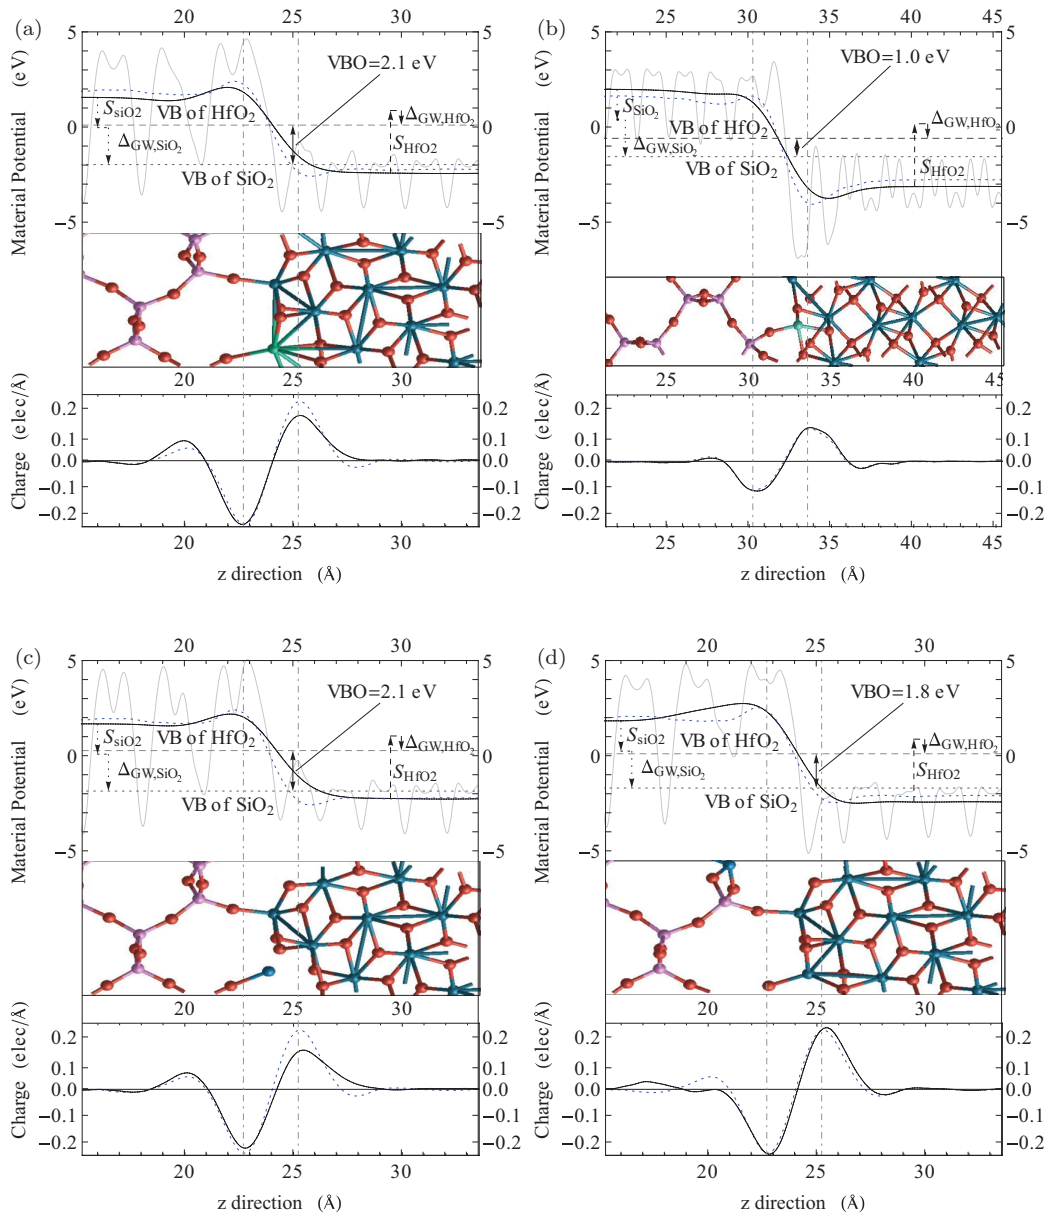 (a)
20 25 30
5 5
VBO=2.1 eV
Material Potential (eV)
S_SiO2
VB of HfO₂
Δ_GW,HfO₂
0 0
Δ_GW,SiO₂
S_HfO2
VB of SiO₂
−5 −5
Charge (elec/Å)
0.2 0.2
0.1 0.1
0.0 0.0
−0.1 −0.1
−0.2 −0.2
20 25 30
z direction (Å)
(b)
25 30 35 40 45
5 5
VBO=1.0 eV
Material Potential (eV)
S_SiO₂
VB of HfO₂
Δ_GW,HfO₂
0 0
Δ_GW,SiO₂
VB of SiO₂
S_HfO2
−5 −5
25 30 35 40 45
Charge (elec/Å)
0.2 0.2
0.1 0.1
0.0 0.0
−0.1 −0.1
−0.2 −0.2
25 30 35 40 45
z direction (Å)
(c)
20 25 30
5 5
VBO=2.1 eV
Material Potential (eV)
S_SiO2
VB of HfO₂
Δ_GW,HfO₂
0 0
Δ_GW,SiO₂
S_HfO2
VB of SiO₂
−5 −5
Charge (elec/Å)
0.2 0.2
0.1 0.1
0.0 0.0
−0.1 −0.1
−0.2 −0.2
20 25 30
z direction (Å)
(d)
20 25 30
5 5
VBO=1.8 eV
Material Potential (eV)
S_SiO2
VB of HfO₂
Δ_GW,HfO₂
0 0
Δ_GW,SiO₂
S_HfO2
VB of SiO₂
−5 −5
Charge (elec/Å)
0.2 0.2
0.1 0.1
0.0 0.0
−0.1 −0.1
−0.2 −0.2
20 25 30
z direction (Å)